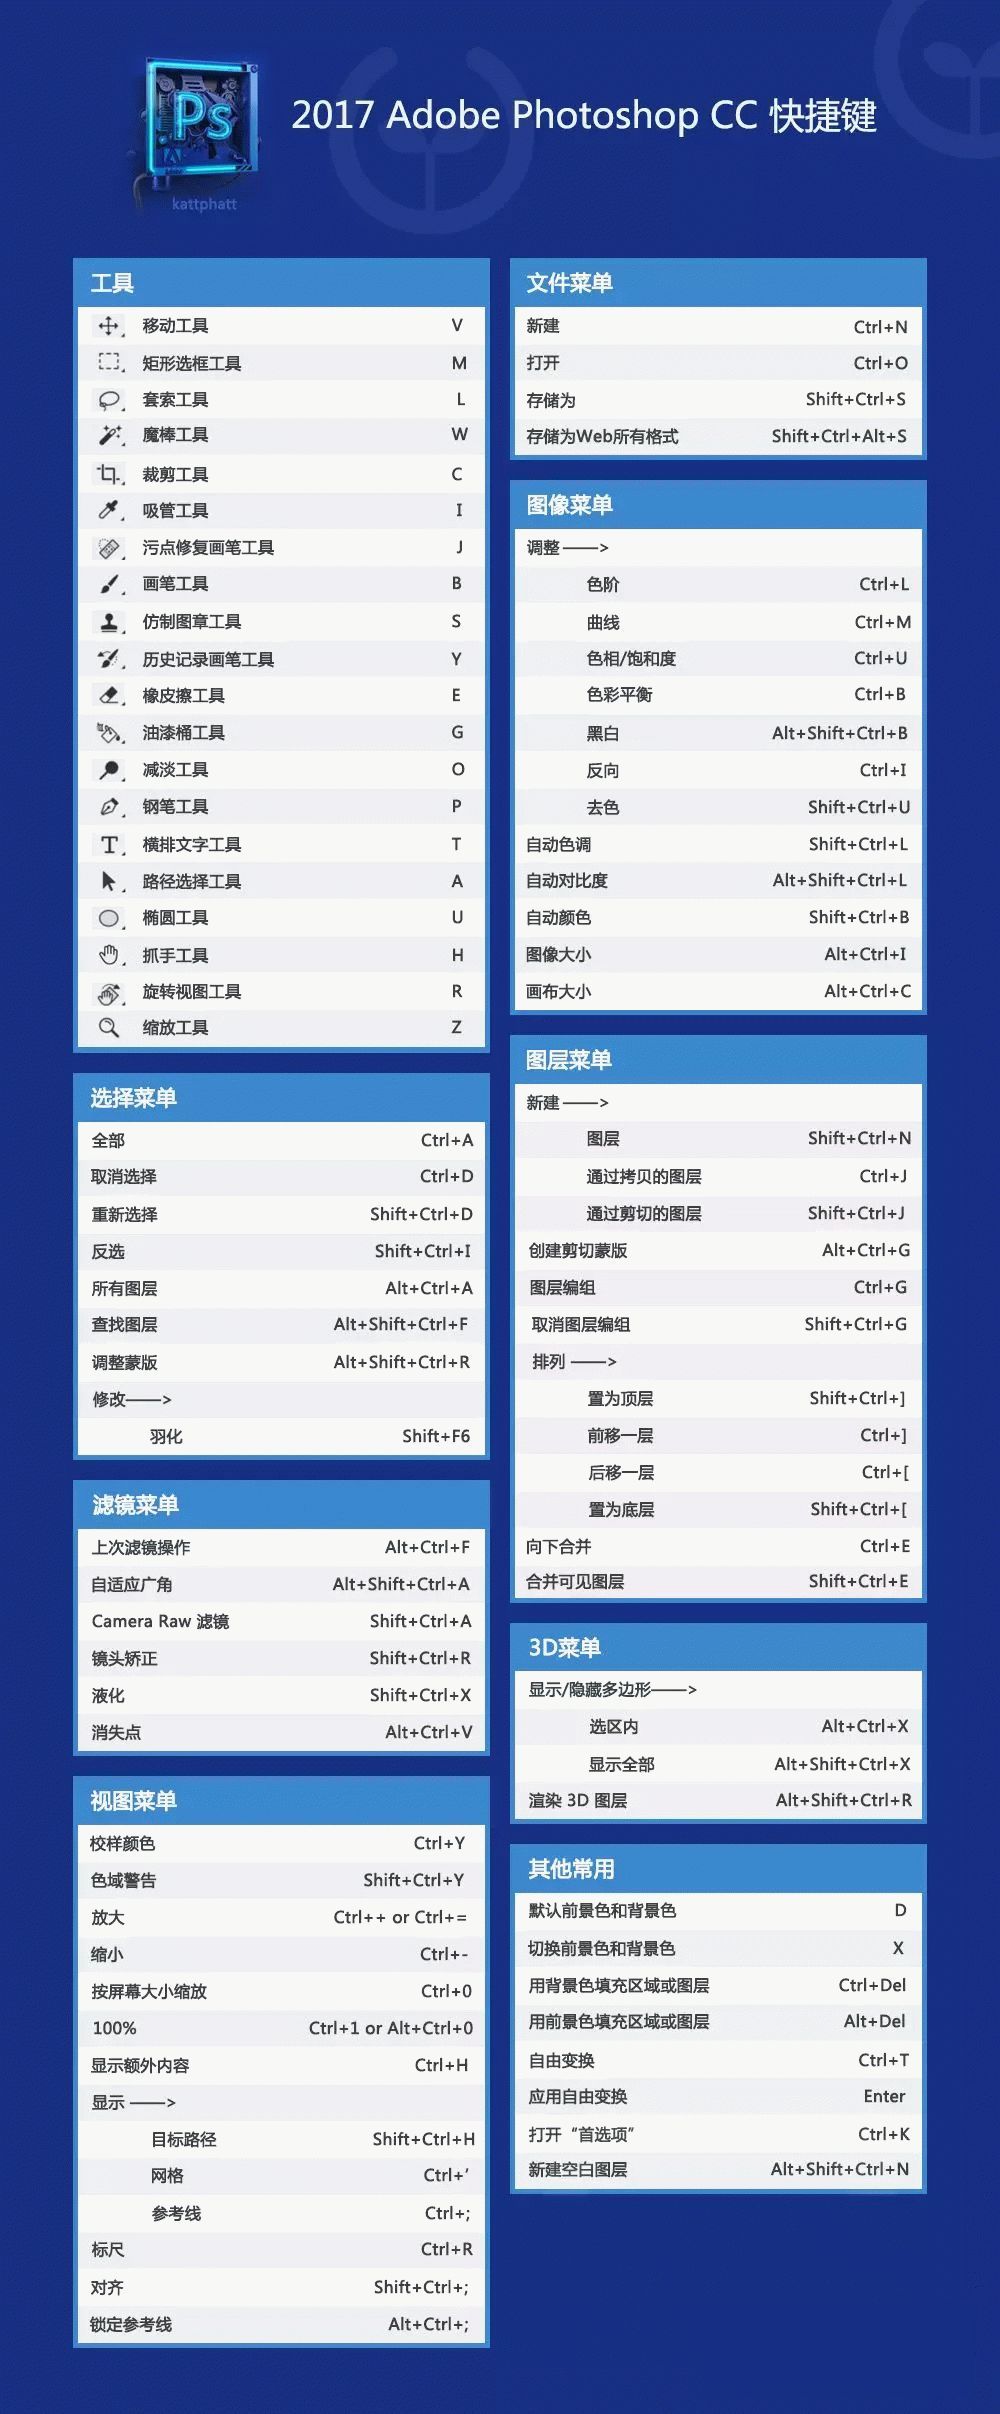 Ps
kattphatt
2017 Adobe Photoshop CC 快捷键
工具
移动工具 V
矩形选框工具 M
套索工具 L
魔棒工具 W
裁剪工具 C
吸管工具 I
污点修复画笔工具 J
画笔工具 B
仿制图章工具 S
历史记录画笔工具 Y
橡皮擦工具 E
油漆桶工具 G
减淡工具 O
钢笔工具 P
T 横排文字工具 T
路径选择工具 A
椭圆工具 U
抓手工具 H
旋转视图工具 R
缩放工具 Z
选择菜单
全部 Ctrl+A
取消选择 Ctrl+D
重新选择 Shift+Ctrl+D
反选 Shift+Ctrl+I
所有图层 Alt+Ctrl+A
查找图层 Alt+Shift+Ctrl+F
调整蒙版 Alt+Shift+Ctrl+R
修改——>
羽化 Shift+F6
滤镜菜单
上次滤镜操作 Alt+Ctrl+F
自适应广角 Alt+Shift+Ctrl+A
Camera Raw 滤镜 Shift+Ctrl+A
镜头矫正 Shift+Ctrl+R
液化 Shift+Ctrl+X
消失点 Alt+Ctrl+V
视图菜单
校样颜色 Ctrl+Y
色域警告 Shift+Ctrl+Y
放大 Ctrl++ or Ctrl+=
缩小 Ctrl+-
按屏幕大小缩放 Ctrl+0
100% Ctrl+1 or Alt+Ctrl+0
显示额外内容 Ctrl+H
显示 ——>
目标路径 Shift+Ctrl+H
网格 Ctrl+'
参考线 Ctrl+;
标尺 Ctrl+R
对齐 Shift+Ctrl+;
锁定参考线 Alt+Ctrl+;
文件菜单
新建 Ctrl+N
打开 Ctrl+O
存储为 Shift+Ctrl+S
存储为Web所有格式 Shift+Ctrl+Alt+S
图像菜单
调整 ——>
色阶 Ctrl+L
曲线 Ctrl+M
色相/饱和度 Ctrl+U
色彩平衡 Ctrl+B
黑白 Alt+Shift+Ctrl+B
反向 Ctrl+I
去色 Shift+Ctrl+U
自动色调 Shift+Ctrl+L
自动对比度 Alt+Shift+Ctrl+L
自动颜色 Shift+Ctrl+B
图像大小 Alt+Ctrl+I
画布大小 Alt+Ctrl+C
图层菜单
新建 ——>
图层 Shift+Ctrl+N
通过拷贝的图层 Ctrl+J
通过剪切的图层 Shift+Ctrl+J
创建剪切蒙版 Alt+Ctrl+G
图层编组 Ctrl+G
取消图层编组 Shift+Ctrl+G
排列 ——>
置为顶层 Shift+Ctrl+]
前移一层 Ctrl+]
后移一层 Ctrl+[
置为底层 Shift+Ctrl+[
向下合并 Ctrl+E
合并可见图层 Shift+Ctrl+E
3D菜单
显示/隐藏多边形——>
选区内 Alt+Ctrl+X
显示全部 Alt+Shift+Ctrl+X
渲染 3D 图层 Alt+Shift+Ctrl+R
其他常用
默认前景色和背景色 D
切换前景色和背景色 X
用背景色填充区域或图层 Ctrl+Del
用前景色填充区域或图层 Alt+Del
自由变换 Ctrl+T
应用自由变换 Enter
打开“首选项” Ctrl+K
新建空白图层 Alt+Shift+Ctrl+N